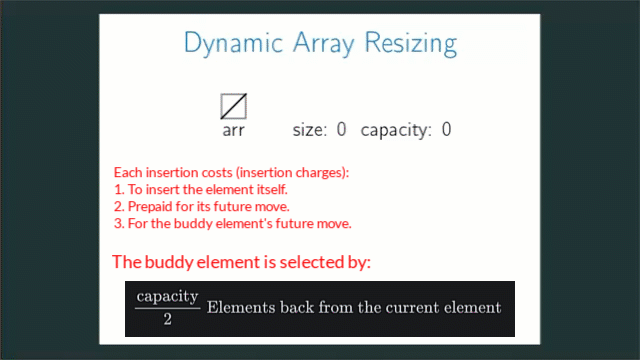 Dynamic Array Resizing
arr size: 0 capacity: 0
Each insertion costs (insertion charges):
1. To insert the element itself.
2. Prepaid for its future move.
3. For the buddy element's future move.
The buddy element is selected by:
capacity
2
Elements back from the current element